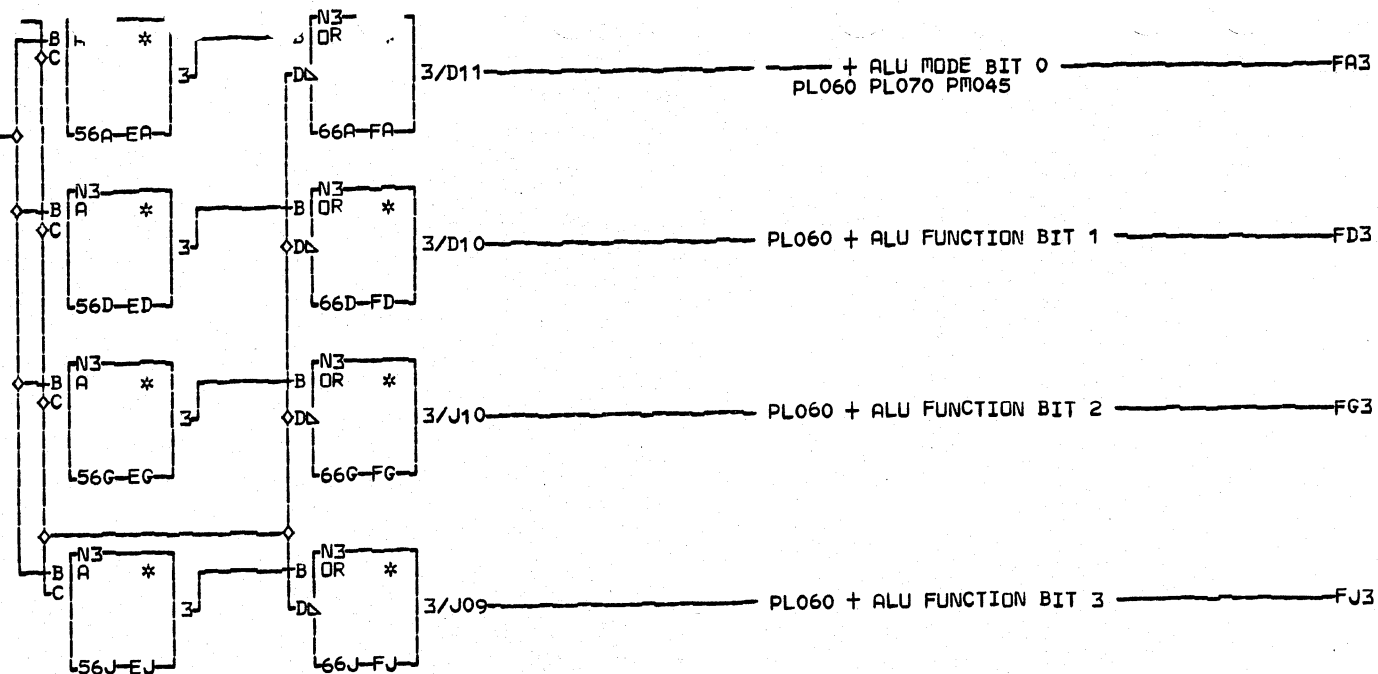 N3
B * B OR
C
3 D 3/D11 + ALU MODE BIT 0 FA3
PL060 PL070 PM045
56A EA 66A FA
N3 N3
B A * B OR *
C
3 D 3/D10 PL060 + ALU FUNCTION BIT 1 FD3
56D ED 66D FD
N3 N3
B A * B OR *
C
3 D 3/J10 PL060 + ALU FUNCTION BIT 2 FG3
56G EG 66G FG
N3 N3
B A * B OR *
C
3 D 3/J09 PL060 + ALU FUNCTION BIT 3 FJ3
56J EJ 66J FJ